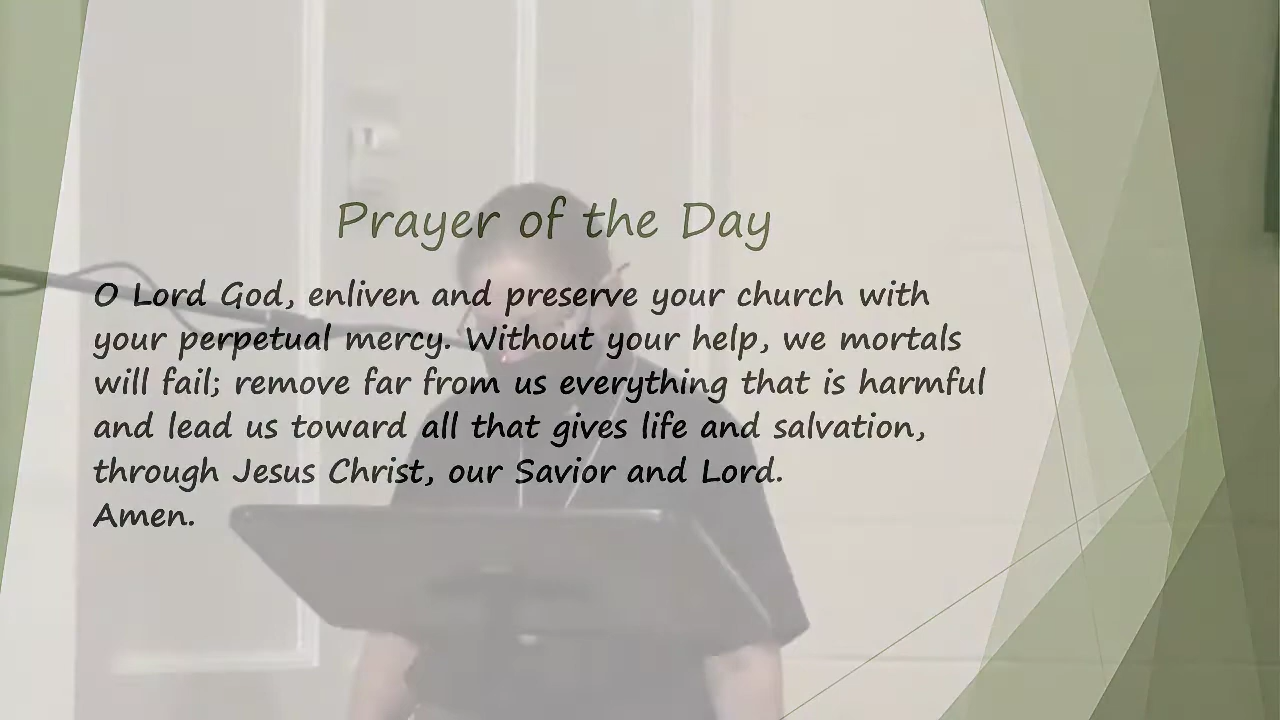 Prayer of the Day
O Lord God, enliven and preserve your church with
your perpetual mercy. Without your help, we mortals
will fail; remove far from us everything that is harmful
and lead us toward all that gives life and salvation,
through Jesus Christ, our Savior and Lord.
Amen.